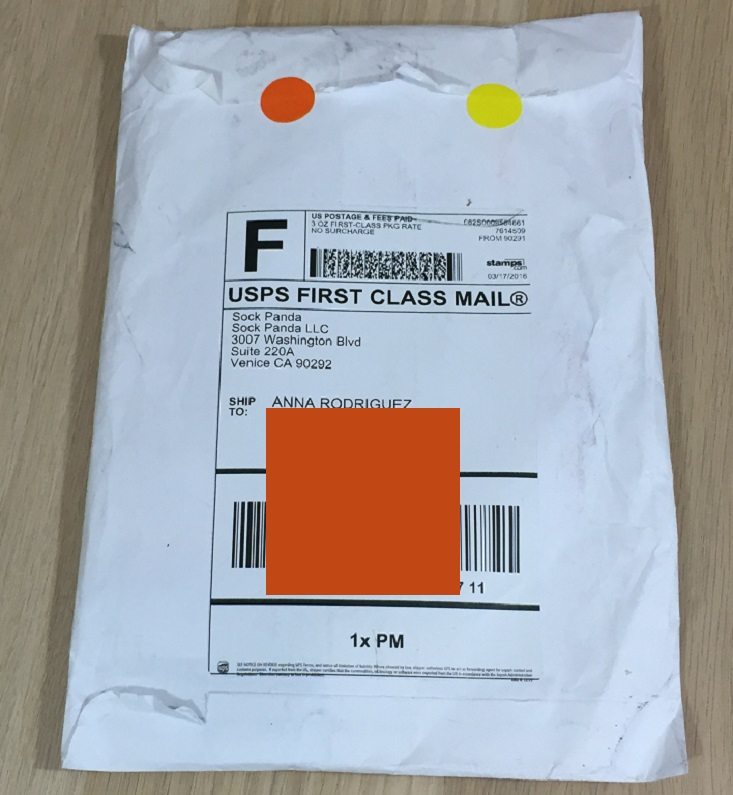 F
US POSTAGE & FEES PAID
3 OZ FIRST-CLASS PKG RATE
NO SURCHARGE
7614509
FROM 90291
stamps.com
03/17/2016
USPS FIRST CLASS MAIL®
Sock Panda
Sock Panda LLC
3007 Washington Blvd
Suite 220A
Venice CA 90292
SHIP TO: ANNA RODRIGUEZ
7 11
1x PM